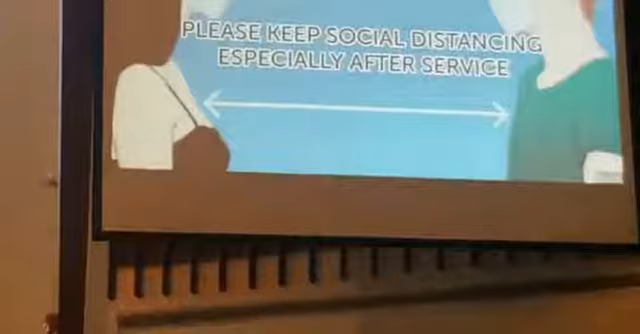 PLEASE KEEP SOCIAL DISTANCING
ESPECIALLY AFTER SERVICE